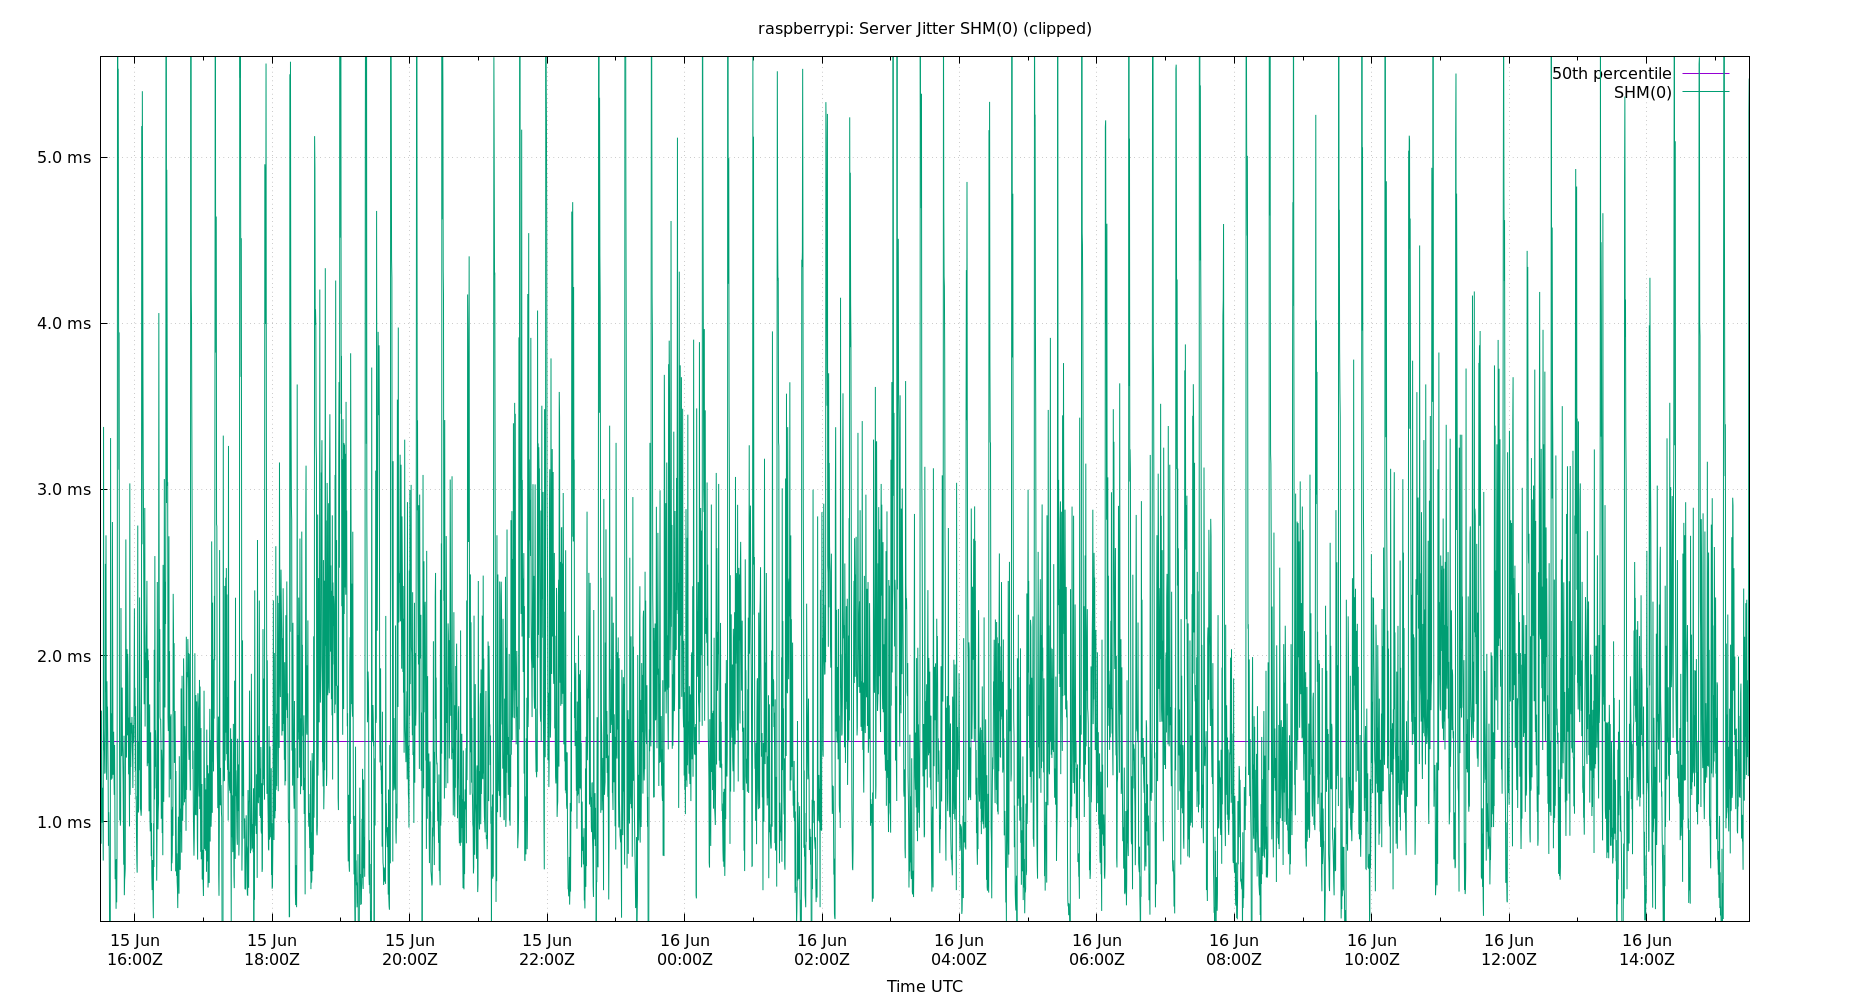 raspberrypi: Server Jitter SHM(0) (clipped)
50th percentile
SHM(0)
5.0 ms
4.0 ms
3.0 ms
2.0 ms
1.0 ms
15 Jun 15 Jun 15 Jun 15 Jun 16 Jun 16 Jun 16 Jun 16 Jun 16 Jun 16 Jun 16 Jun 16 Jun
16:00Z 18:00Z 20:00Z 22:00Z 00:00Z 02:00Z 04:00Z 06:00Z 08:00Z 10:00Z 12:00Z 14:00Z
Time UTC